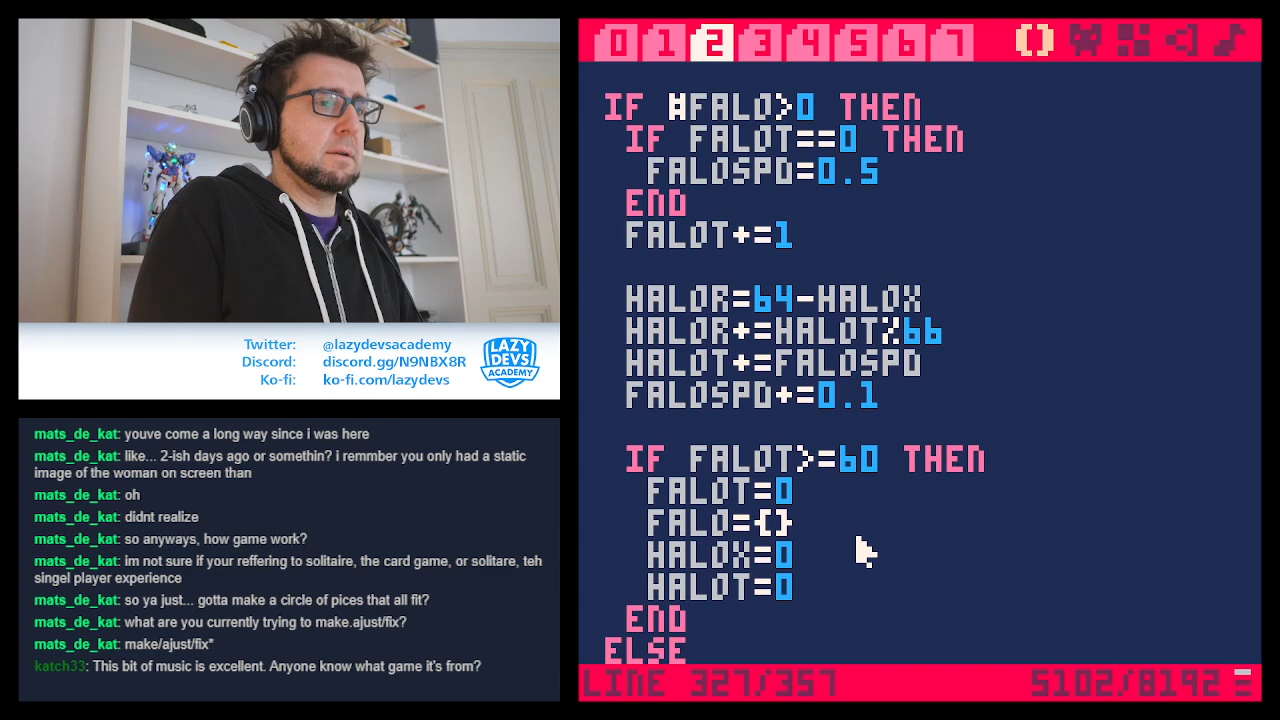 Twitter: @lazydevsacademy
Discord: discord.gg/N9NBX8R
Ko-fi: ko-fi.com/lazydevs
LAZY
DEVS
ACADEMY
mats_de_kat: youve come a long way since i was here
mats_de_kat: like... 2-ish days ago or somethin? i remmber you only had a static
image of the woman on screen than
mats_de_kat: oh
mats_de_kat: didnt realize
mats_de_kat: so anyways, how game work?
mats_de_kat: im not sure if your reffering to solitaire, the card game, or solitare, teh
singel player experience
mats_de_kat: so ya just... gotta make a circle of pices that all fit?
mats_de_kat: what are you currently trying to make.ajust/fix?
mats_de_kat: make/ajust/fix*
katch33: This bit of music is excellent. Anyone know what game it's from?
0 1 2 3 4 5 6 7 ()
IF #FALO>0 THEN
IF FALOT==0 THEN
FALOSPD=0.5
END
FALOT+=1
HALOR=64-HALOX
HALOR+=HALOT%66
HALOT+=FALOSPD
FALOSPD+=0.1
IF FALOT>=60 THEN
FALOT=0
FALO={}
HALOX=0
HALOT=0
END
ELSE
LINE 327/357 5102/8192